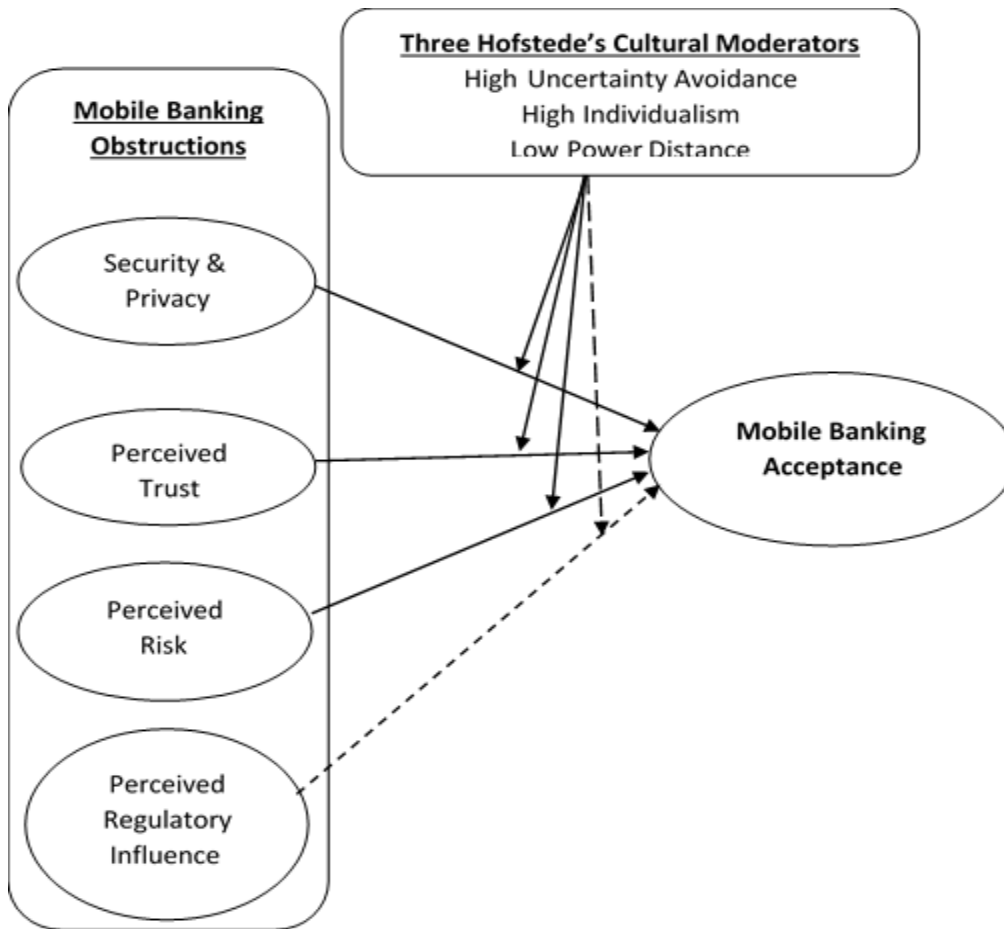 Three Hofstede's Cultural Moderators
High Uncertainty Avoidance
High Individualism
Low Power Distance
Mobile Banking
Obstructions
Security &
Privacy
Perceived
Trust
Perceived
Risk
Perceived
Regulatory
Influence
Mobile Banking
Acceptance